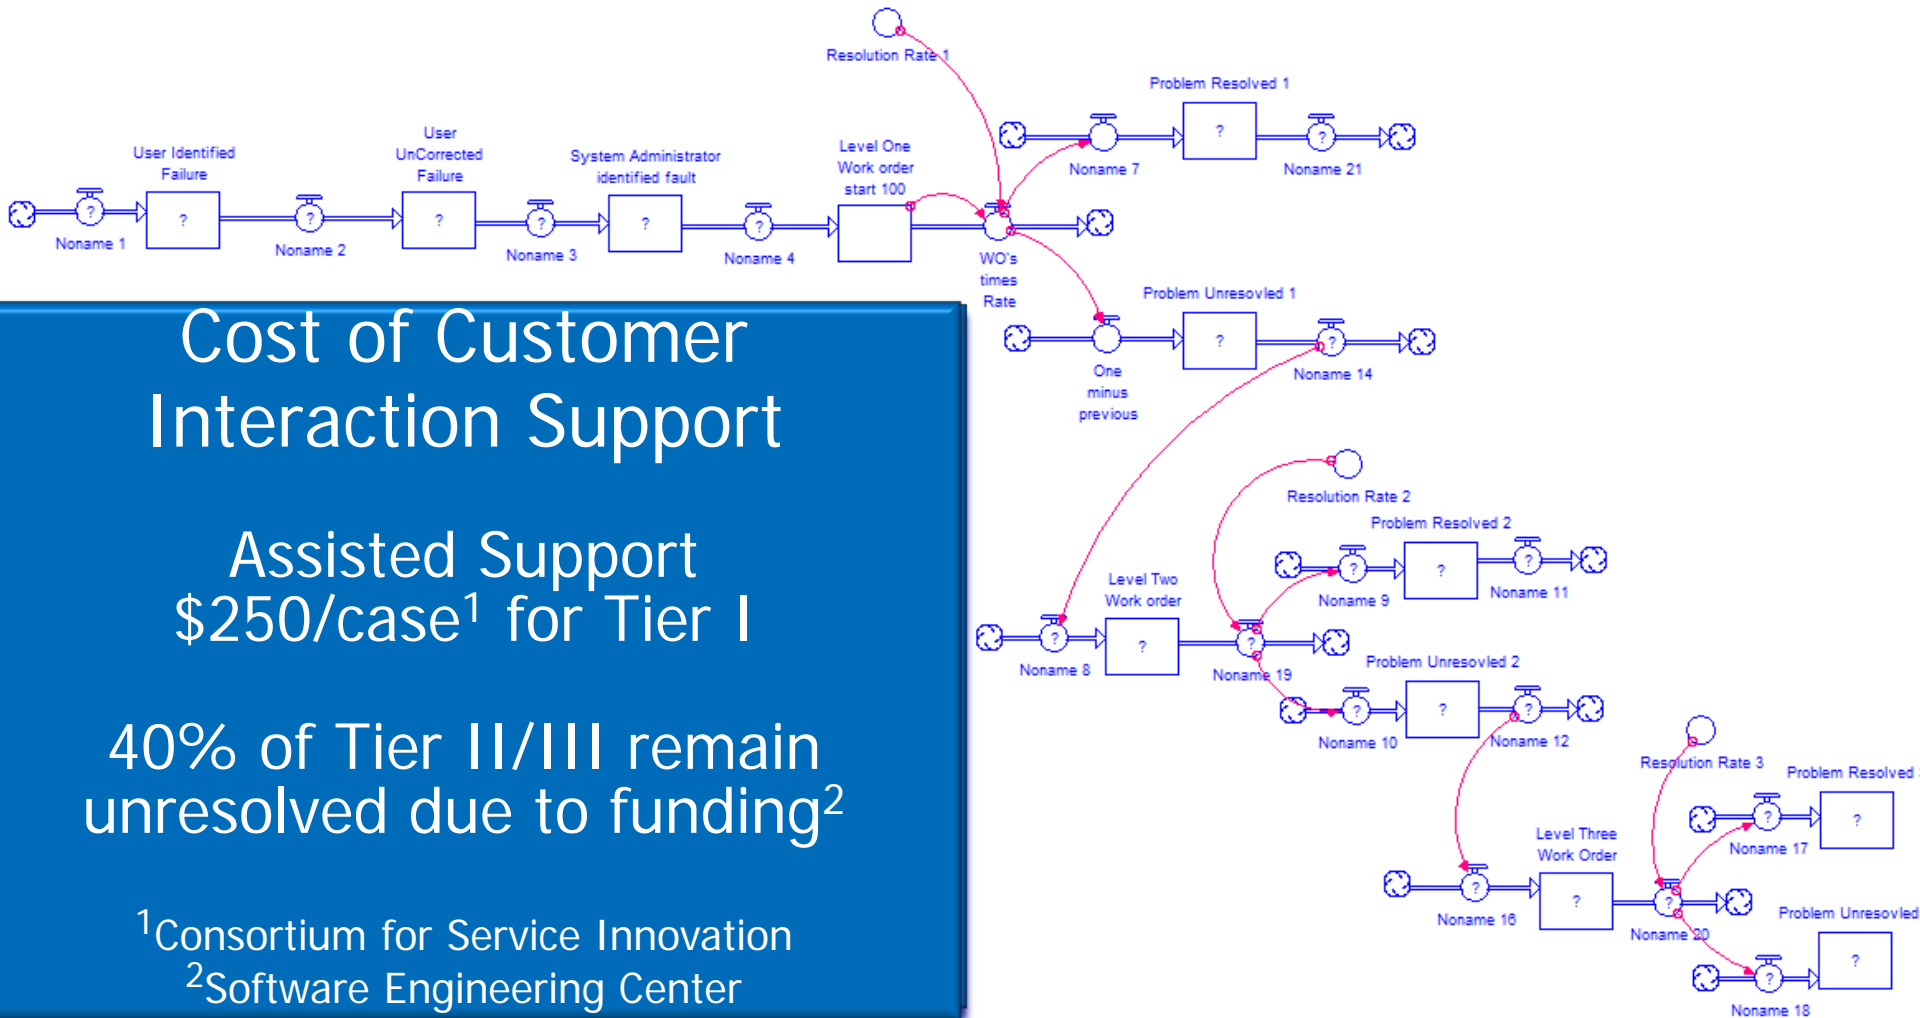 Resolution Rate 1
Problem Resolved 1
?
?
Noname 7
Noname 21
User Identified
Failure
User
UnCorrected
Failure
System Administrator
identified fault
Level One
Work order
start 100
?
?
?
?
?
?
?
Noname 1
Noname 2
Noname 3
Noname 4
WO's
times
Rate
Problem Unresovled 1
?
?
One
minus
previous
Noname 14
Cost of Customer
Interaction Support
Assisted Support
$250/case1 for Tier I
40% of Tier II/III remain
unresolved due to funding2
1Consortium for Service Innovation
2Software Engineering Center
Resolution Rate 2
Problem Resolved 2
?
?
?
Noname 9
Noname 11
Level Two
Work order
?
?
?
Noname 8
Noname 19
Problem Unresovled 2
?
?
?
Noname 10
Noname 12
Resolution Rate 3
Problem Resolved
?
?
Noname 17
Level Three
Work Order
?
?
?
Noname 16
Noname 20
Problem Unresovled
?
?
Noname 18